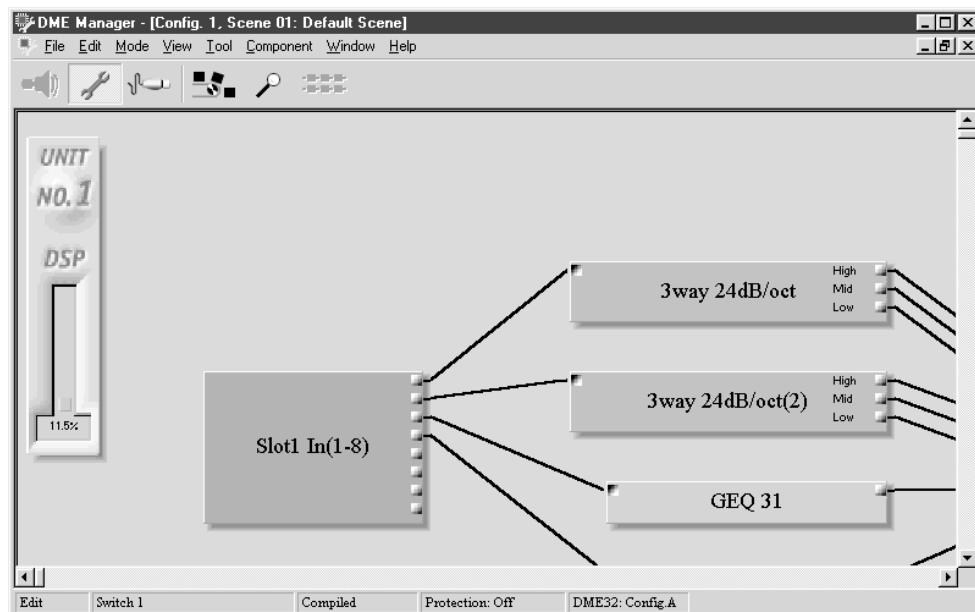 DME Manager - [Config. 1, Scene 01: Default Scene]
File Edit Mode View Tool Component Window Help
UNIT
NO. 1
DSP
11.5%
3way 24dB/oct
High
Mid
Low
3way 24dB/oct(2)
High
Mid
Low
Slot1 In(1-8)
GEQ 31
Edit Switch 1 Compiled Protection: Off DME32: Config.A